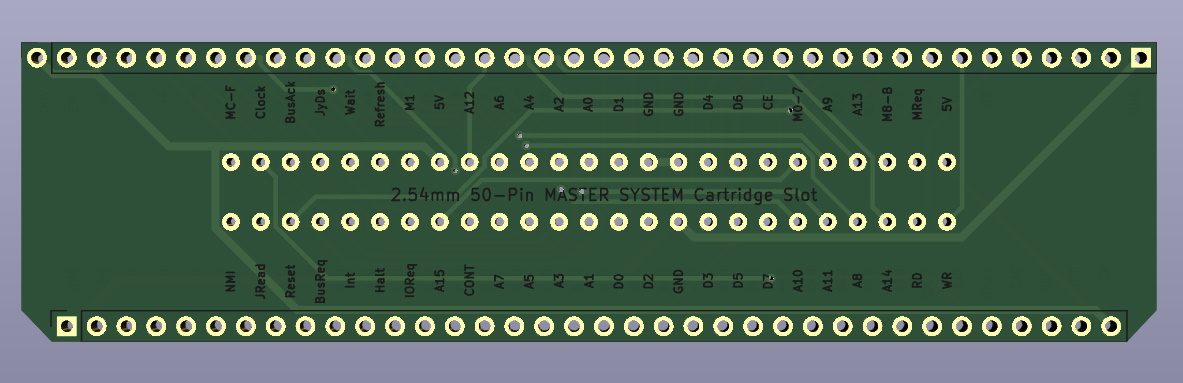 MC-F Clock BusAck JyDs Wait Refresh M1 5V A12 A6 A4 A2 A0 D1 GND GND D4 D6 CE M0-7 A9 A13 M8-B MReq 5V
2.54mm 50-Pin MASTER SYSTEM Cartridge Slot
NMI JRead Reset BusReq Int Halt IOReq A15 CONT A7 A5 A3 A1 D0 D2 GND D3 D5 D7 A10 A11 A8 A14 RD WR